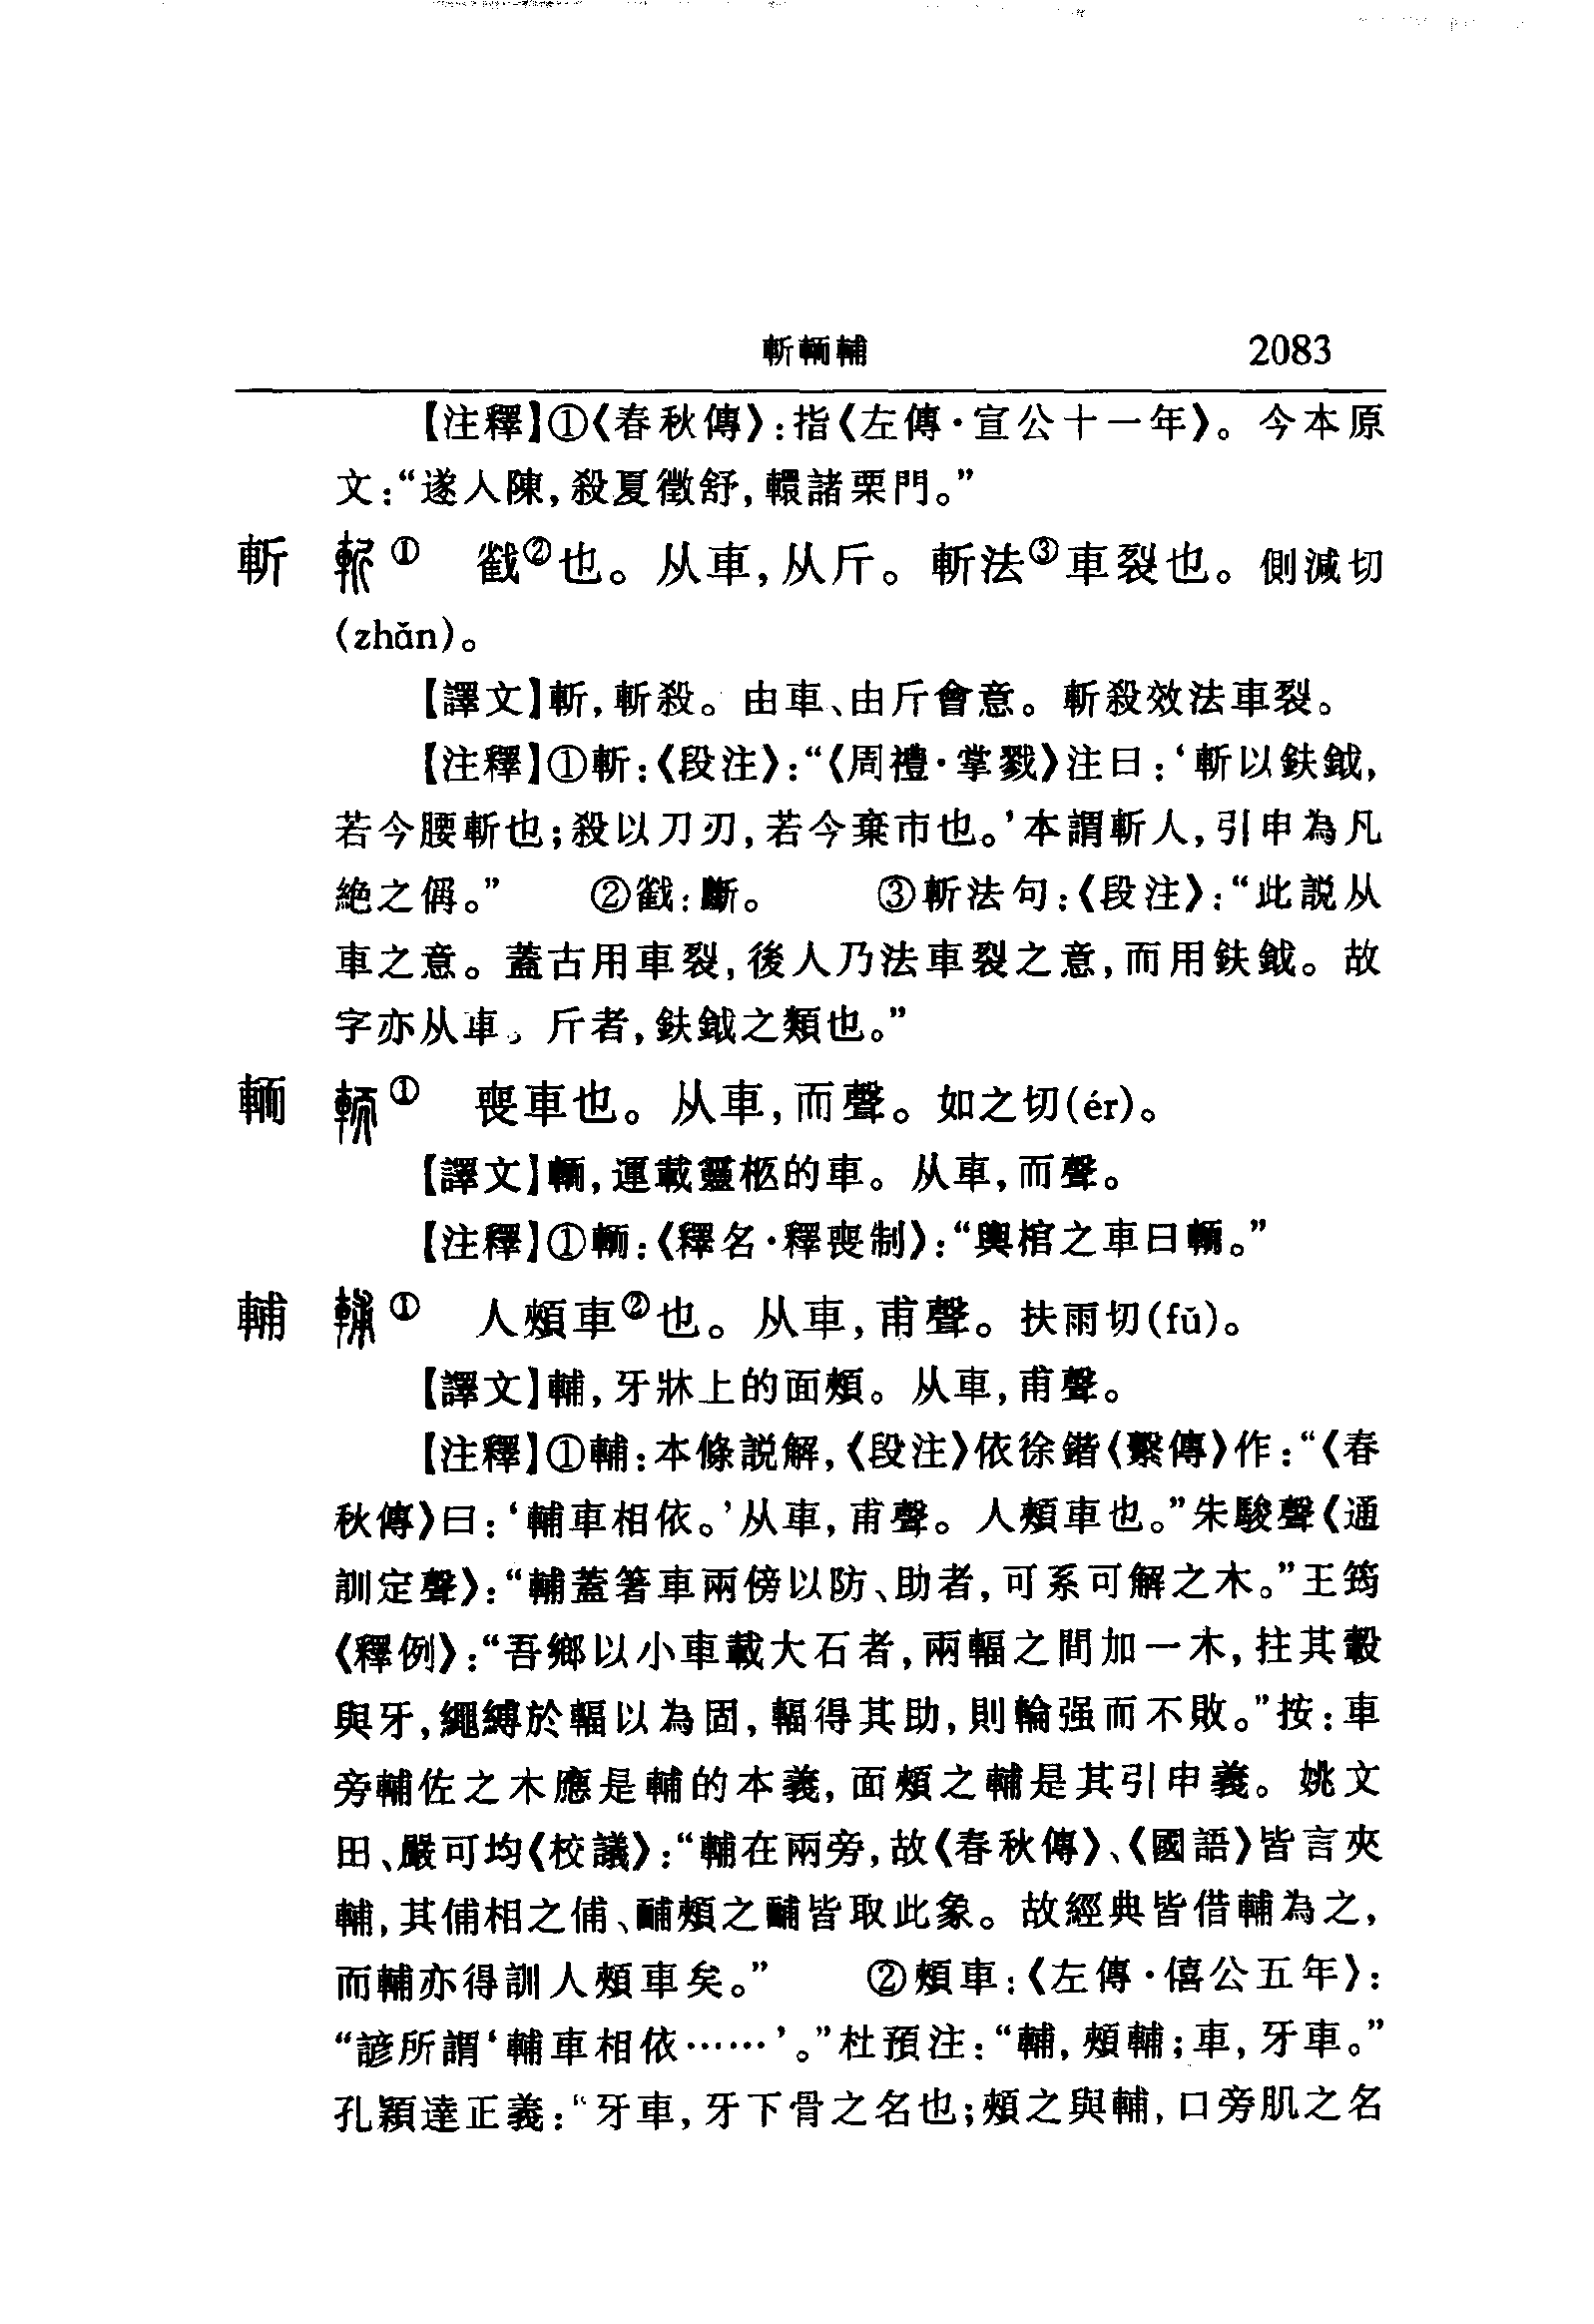 斬輀輔 2083
【注釋】①《春秋傳》:指《左傳·宣公十一年》。今本原
文:“遂人陳,殺夏徵舒,轘諸栗門。”
斬 斬① 㦰②也。从車,从斤。斬法③車裂也。側減切
(zhǎn)。
【譯文】斬,斬殺。由車、由斤會意。斬殺效法車裂。
【注釋】①斬:《段注》:“《周禮·掌戮》注曰:‘斬以鈇鉞,
若今腰斬也;殺以刀刃,若今棄市也。’本謂斬人,引申為凡
絶之偁。” ②㦰:斷。 ③斬法句:《段注》:“此説从
車之意。蓋古用車裂,後人乃法車裂之意,而用鈇鉞。故
字亦从車。斤者,鈇鉞之類也。”
輀 輀① 喪車也。从車,而聲。如之切(ér)。
【譯文】輀,運載靈柩的車。从車,而聲。
【注釋】①輀:《釋名·釋喪制》:“輿棺之車曰輀。”
輔 輔① 人頰車②也。从車,甫聲。扶雨切(fǔ)。
【譯文】輔,牙牀上的面頰。从車,甫聲。
【注釋】①輔:本條説解,《段注》依徐鍇《繫傳》作:“《春
秋傳》曰:‘輔車相依。’从車,甫聲。人頰車也。”朱駿聲《通
訓定聲》:“輔蓋箸車兩傍以防、助者,可系可解之木。”王筠
《釋例》:“吾鄉以小車載大石者,兩輻之間加一木,拄其轂
與牙,繩縛於輻以為固,輻得其助,則輪强而不敗。”按:車
旁輔佐之木應是輔的本義,面頰之輔是其引申義。姚文
田、嚴可均《校議》:“輔在兩旁,故《春秋傳》、《國語》皆言夾
輔,其俌相之俌、䩉頰之䩉皆取此象。故經典皆借輔為之,
而輔亦得訓人頰車矣。” ②頰車:《左傳·僖公五年》:
“諺所謂‘輔車相依……’。”杜預注:“輔,頰輔;車,牙車。”
孔穎達正義:“牙車,牙下骨之名也;頰之與輔,口旁肌之名